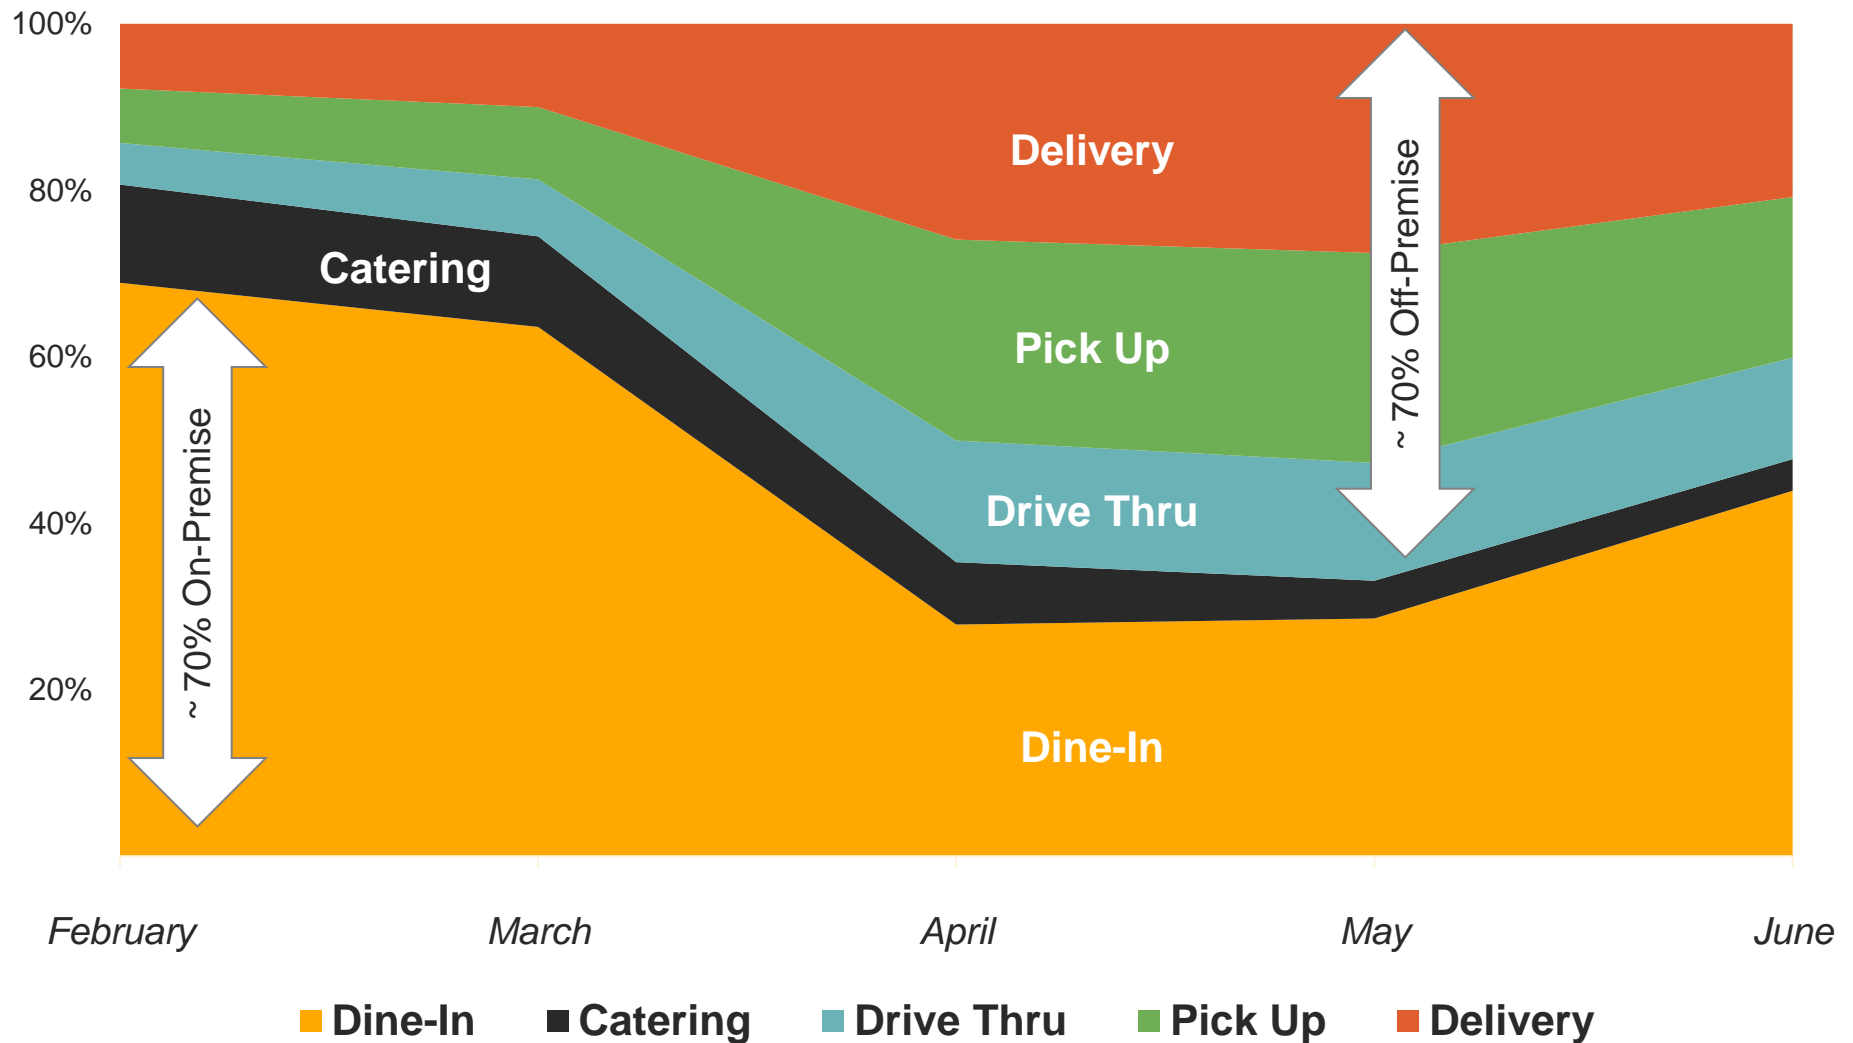 100%
80%
60%
40%
20%
Delivery
Catering
Pick Up
Drive Thru
Dine-In
~ 70% On-Premise
~ 70% Off-Premise
February March April May June
Dine-In Catering Drive Thru Pick Up Delivery